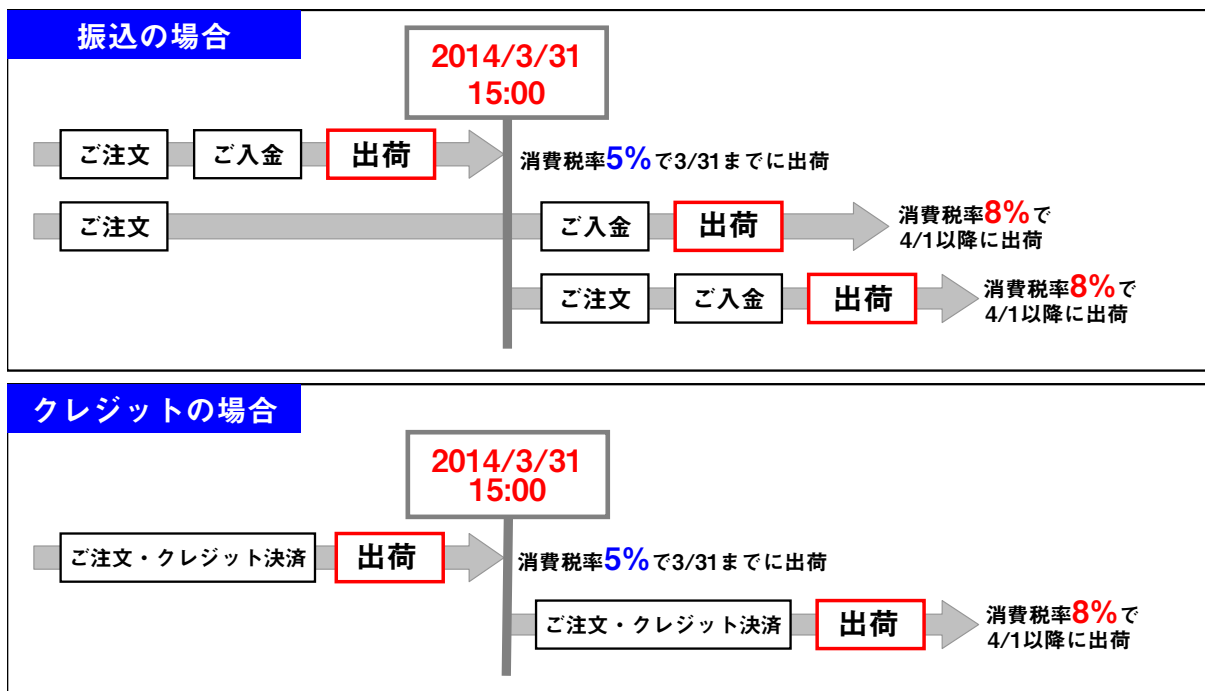 振込の場合
2014/3/31
15:00
ご注文
ご入金
出荷
消費税率5%で3/31までに出荷
ご注文
ご入金
出荷
消費税率8%で
4/1以降に出荷
ご注文
ご入金
出荷
消費税率8%で
4/1以降に出荷
クレジットの場合
2014/3/31
15:00
ご注文・クレジット決済
出荷
消費税率5%で3/31までに出荷
ご注文・クレジット決済
出荷
消費税率8%で
4/1以降に出荷